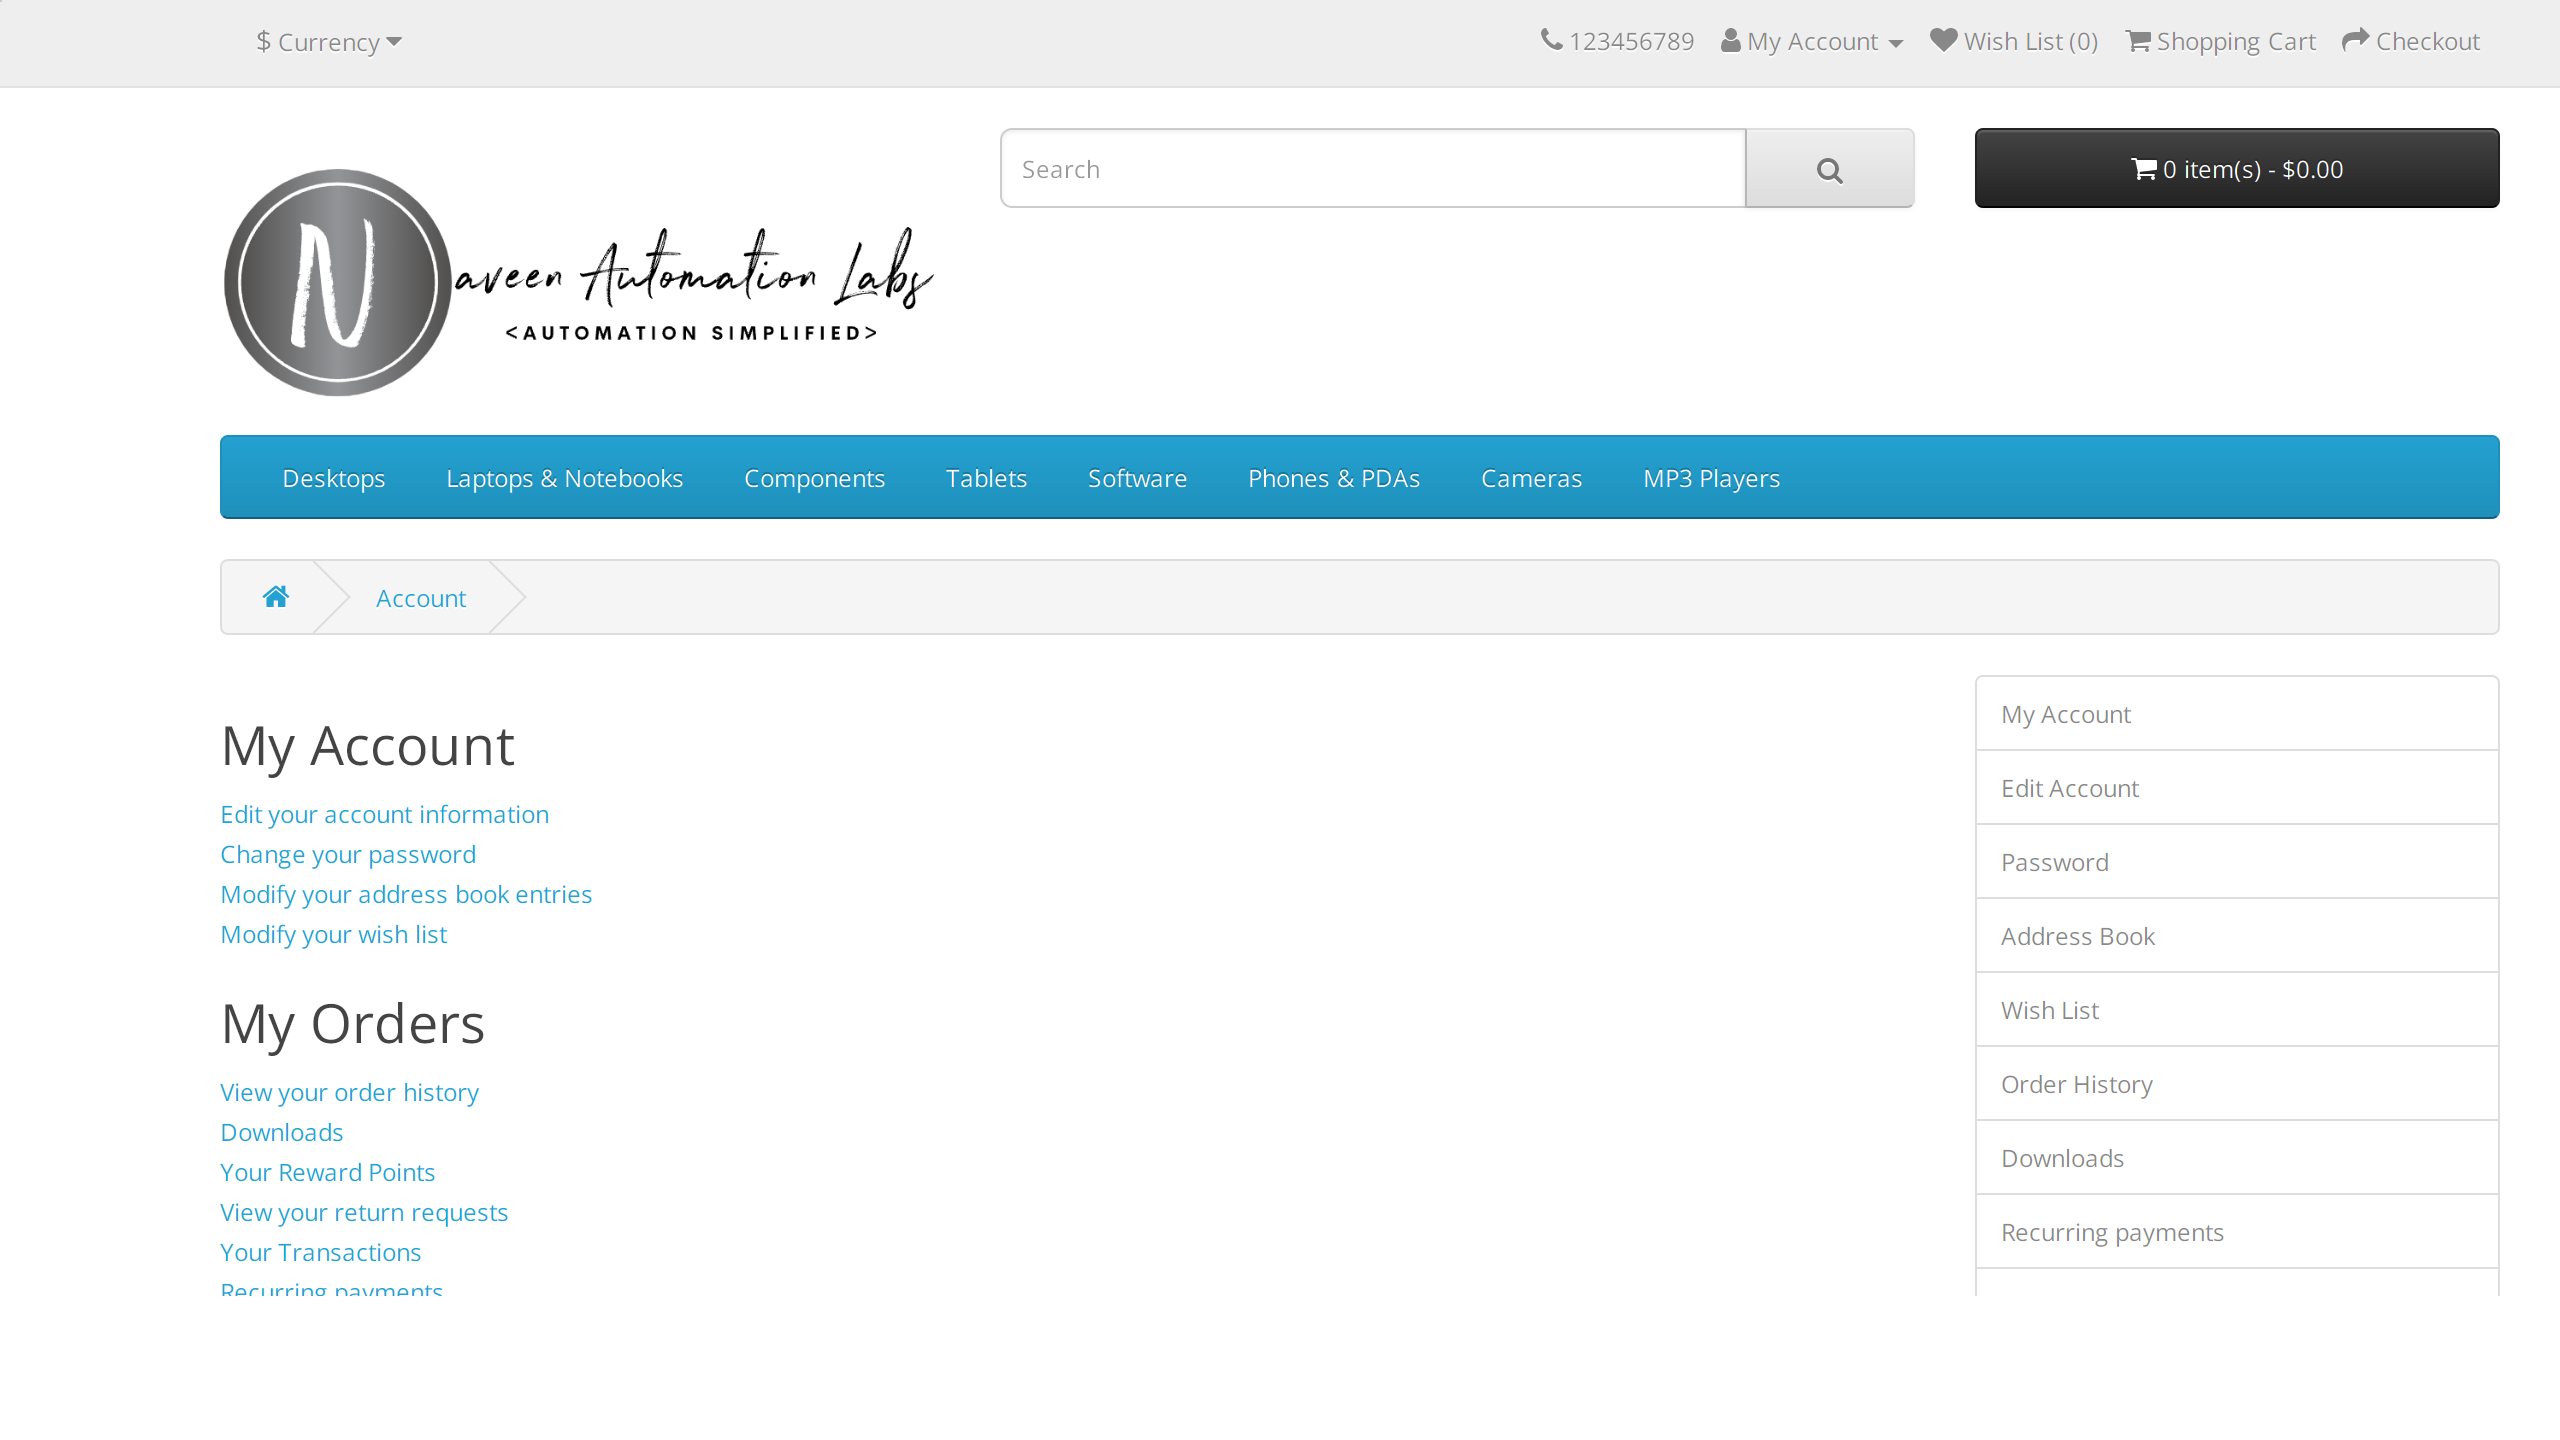 $ Currency
123456789 My Account Wish List (0) Shopping Cart Checkout
Search
0 item(s) - $0.00
Naveen Automation Labs
<AUTOMATION SIMPLIFIED>
Desktops Laptops & Notebooks Components Tablets Software Phones & PDAs Cameras MP3 Players
Account
My Account
Edit your account information
Change your password
Modify your address book entries
Modify your wish list
My Orders
View your order history
Downloads
Your Reward Points
View your return requests
Your Transactions
Recurring payments
My Account
Edit Account
Password
Address Book
Wish List
Order History
Downloads
Recurring payments